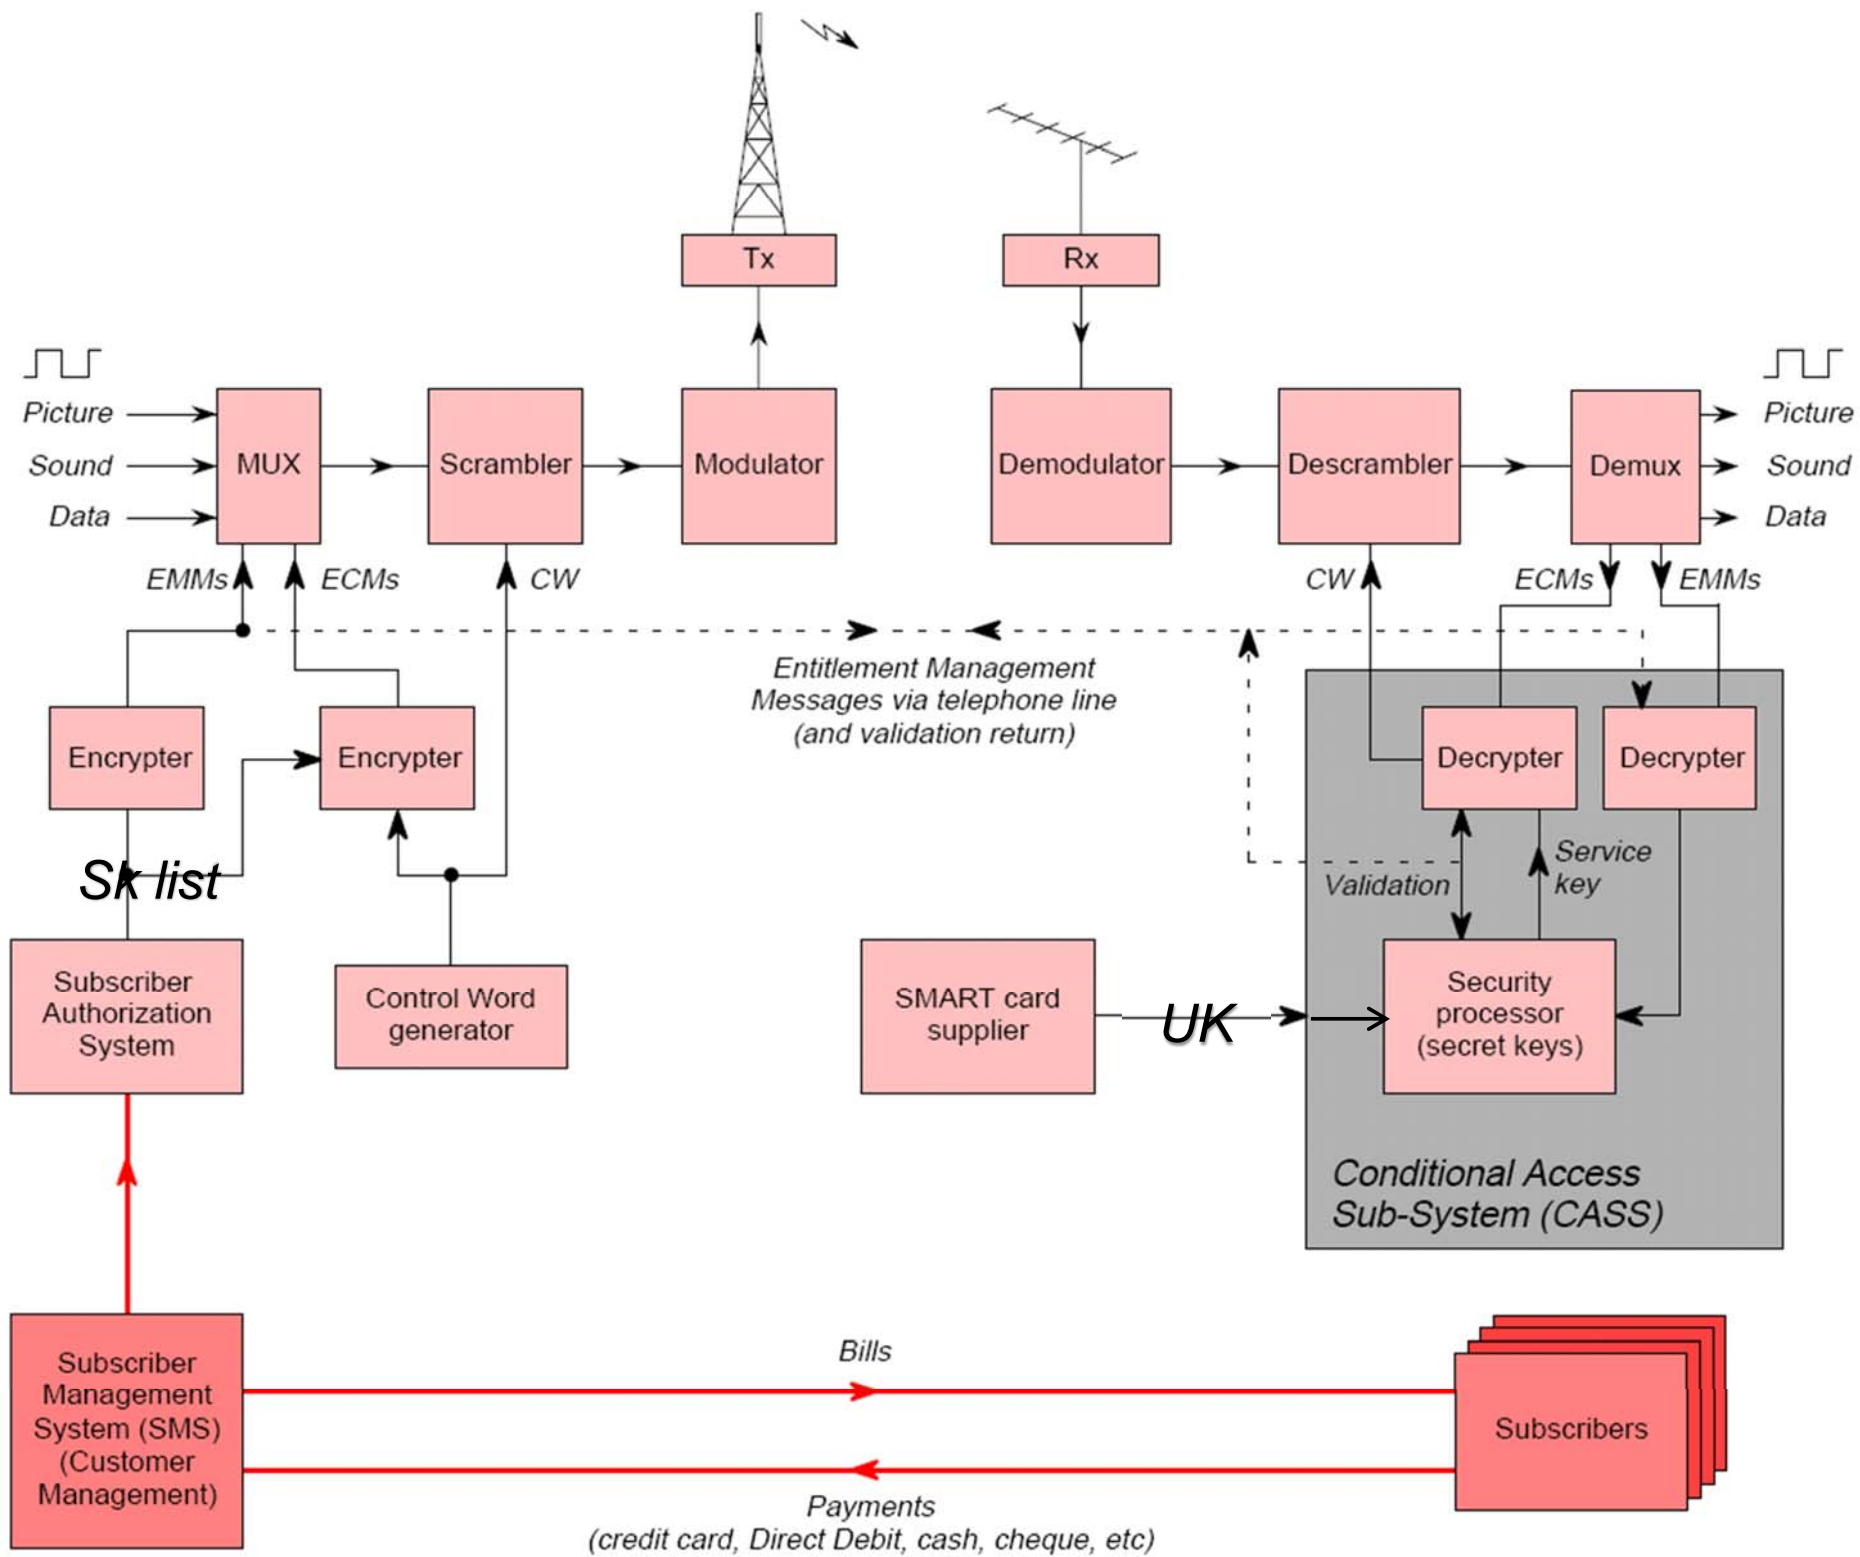 Tx
Rx
Picture
Sound
Data
MUX
Scrambler
Modulator
Demodulator
Descrambler
Demux
Picture
Sound
Data
EMMs
ECMs
CW
CW
ECMs
EMMs
Entitlement Management
Messages via telephone line
(and validation return)
Encrypter
Encrypter
Decrypter
Decrypter
Sk list
Validation
Service
key
Subscriber
Authorization
System
Control Word
generator
SMART card
supplier
UK
Security
processor
(secret keys)
Conditional Access
Sub-System (CASS)
Subscriber
Management
System (SMS)
(Customer
Management)
Bills
Subscribers
Payments
(credit card, Direct Debit, cash, cheque, etc)